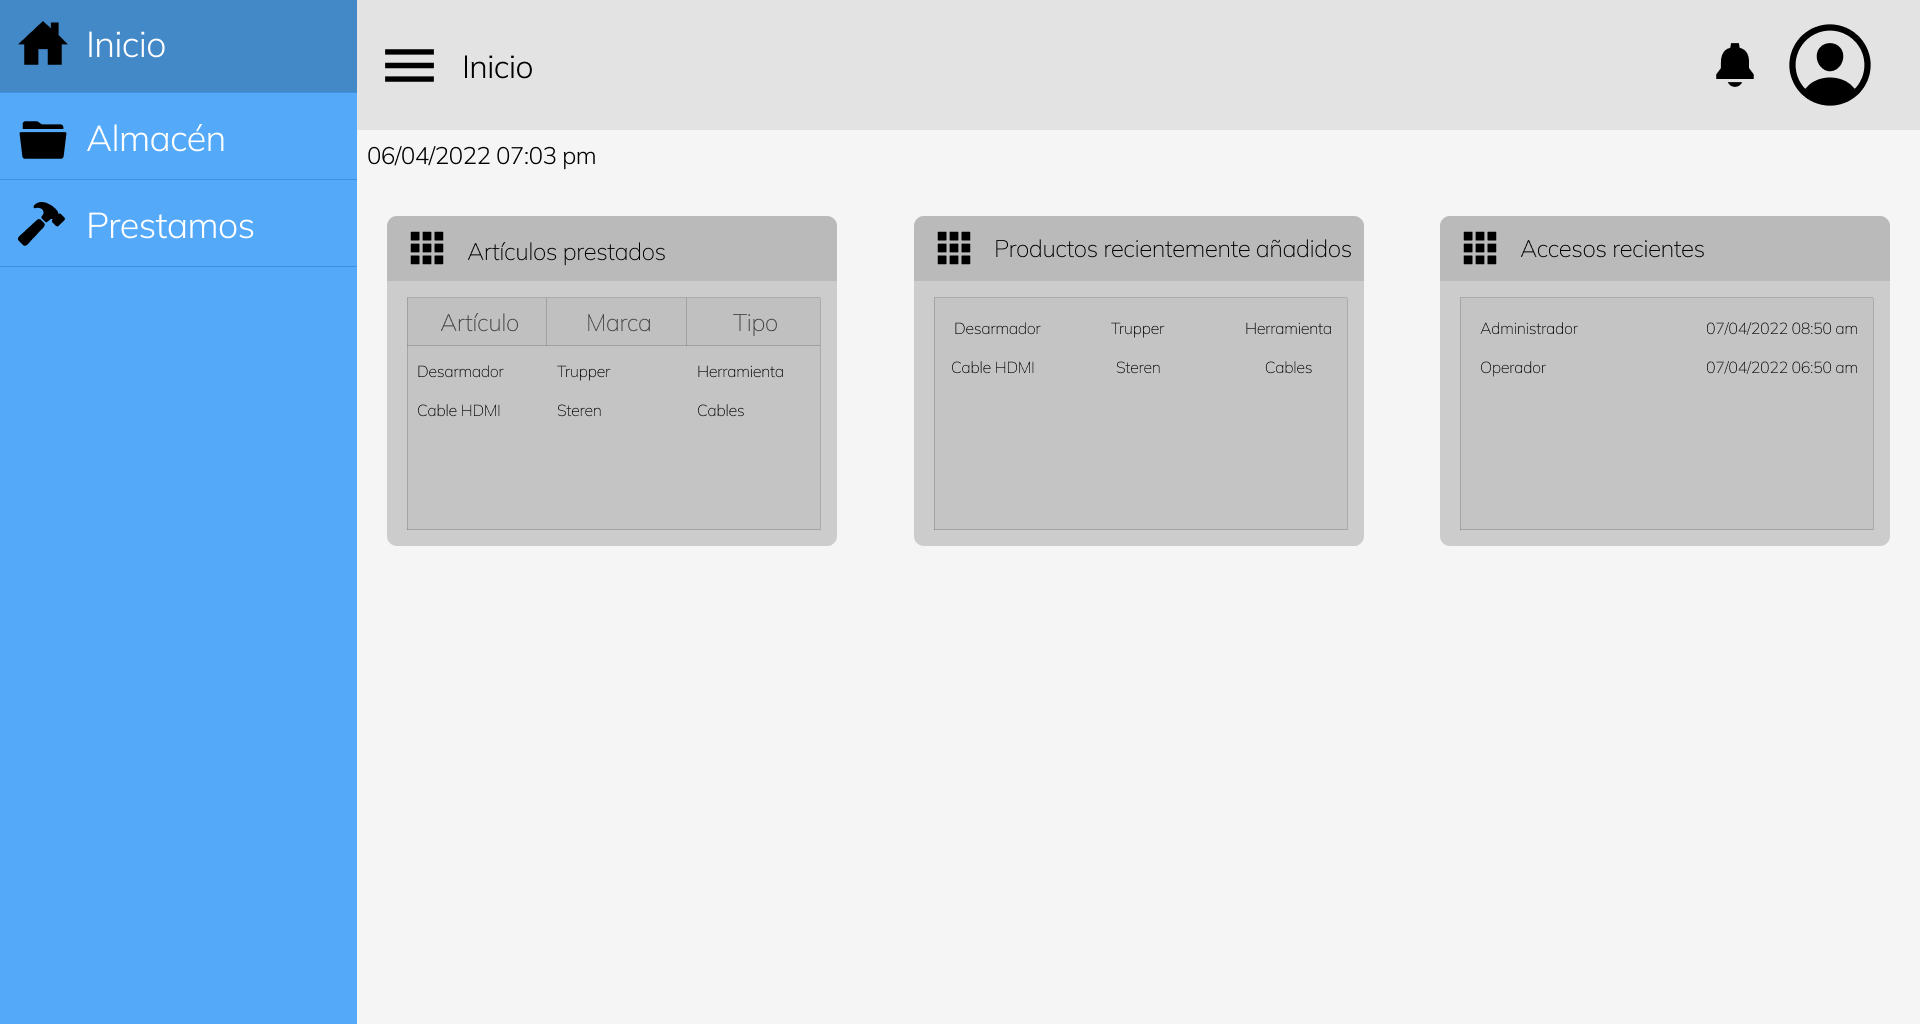 Inicio
Almacén
Prestamos
Inicio
06/04/2022 07:03 pm
Artículos prestados
Artículo Marca Tipo
Desarmador Trupper Herramienta
Cable HDMI Steren Cables
Productos recientemente añadidos
Desarmador Trupper Herramienta
Cable HDMI Steren Cables
Accesos recientes
Administrador 07/04/2022 08:50 am
Operador 07/04/2022 06:50 am